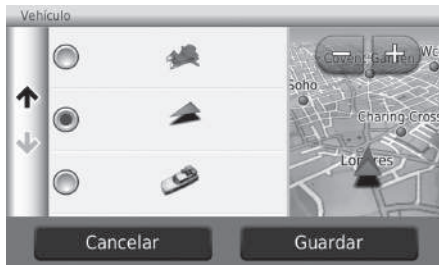 Vehículo
Covent Garden
Soho
Charing Cross
Londres
Cancelar
Guardar